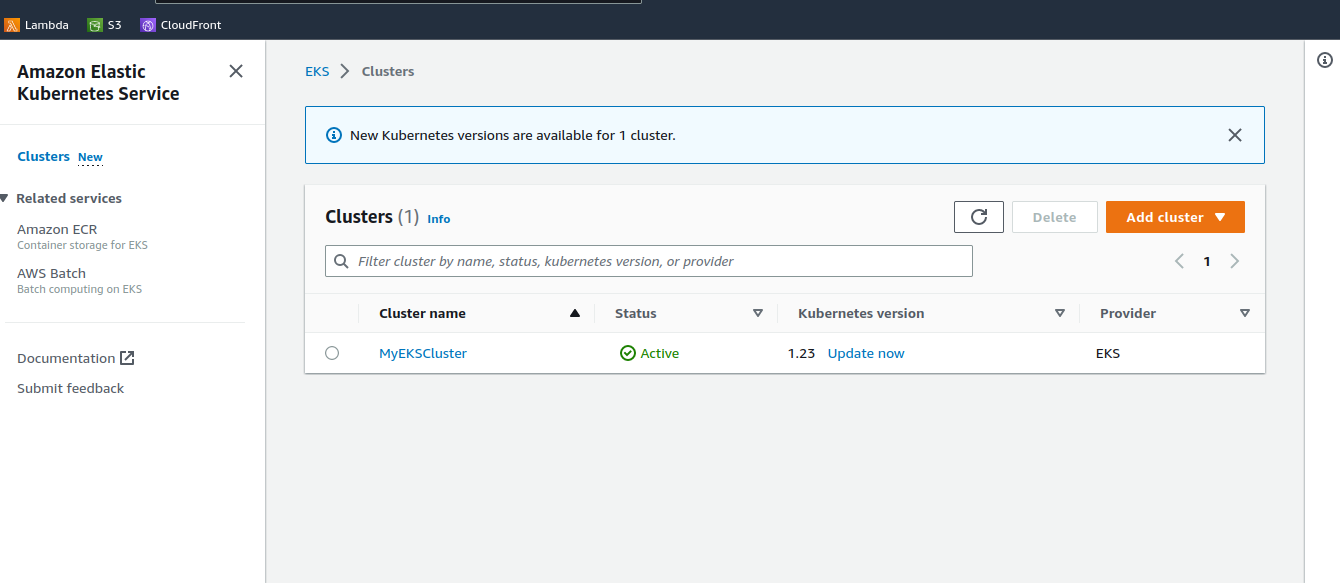 Lambda S3 CloudFront
Amazon Elastic
Kubernetes Service
Clusters New
Related services
Amazon ECR
Container storage for EKS
AWS Batch
Batch computing on EKS
Documentation
Submit feedback
EKS Clusters
New Kubernetes versions are available for 1 cluster.
Clusters (1) Info
Delete
Add cluster
Filter cluster by name, status, kubernetes version, or provider
1
Cluster name Status Kubernetes version Provider
MyEKSCluster Active 1.23 Update now EKS